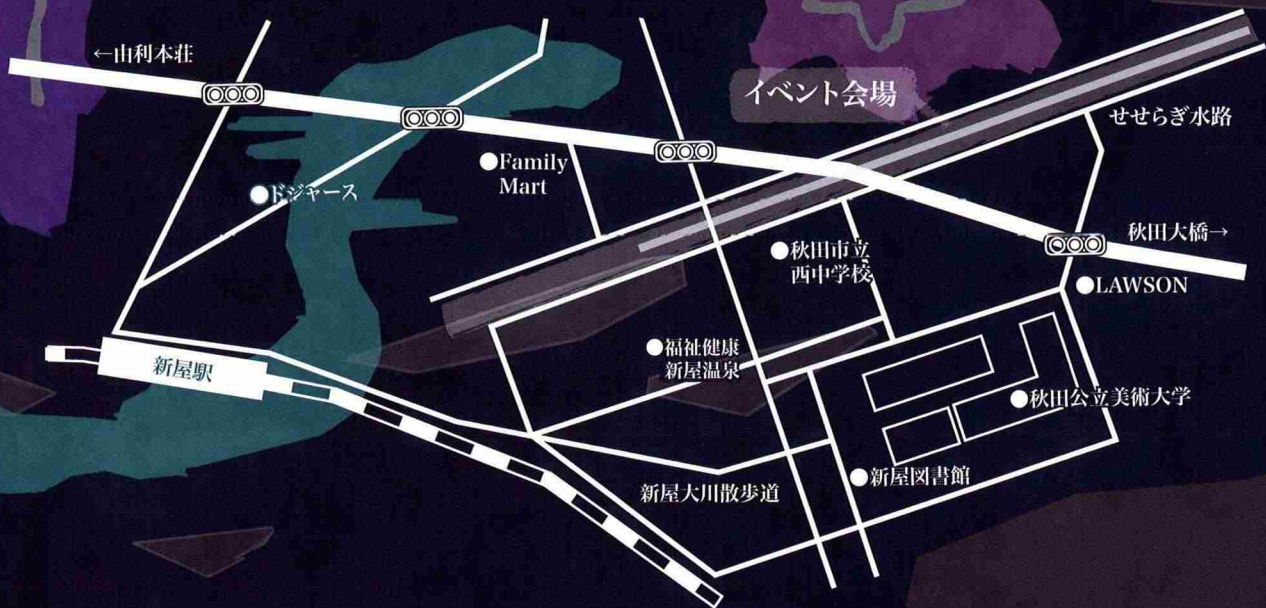 ←由利本荘
イベント会場
せせらぎ水路
Family
Mart
ドジャース
秋田大橋→
秋田市立
西中学校
LAWSON
福祉健康
新屋温泉
新屋駅
秋田公立美術大学
新屋図書館
新屋大川散歩道